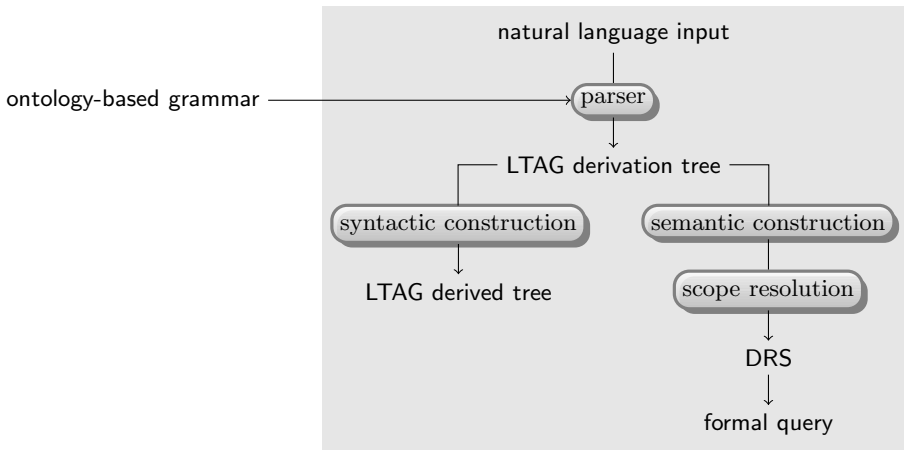 natural language input
ontology-based grammar
parser
LTAG derivation tree
syntactic construction
semantic construction
LTAG derived tree
scope resolution
DRS
formal query